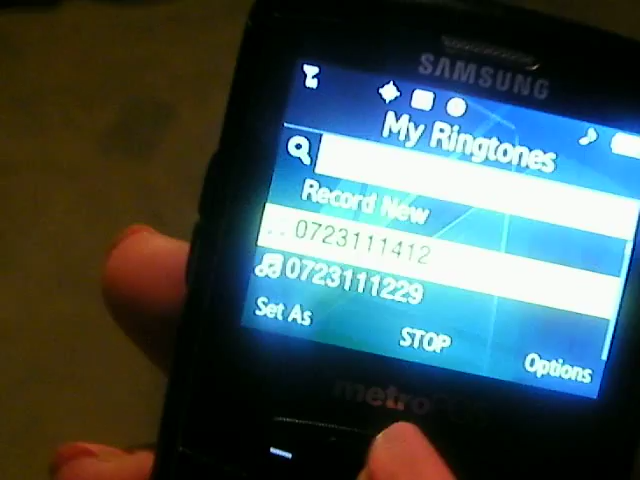 SAMSUNG
My Ringtones
Record New
0723111412
0723111229
Set As STOP Options
metro